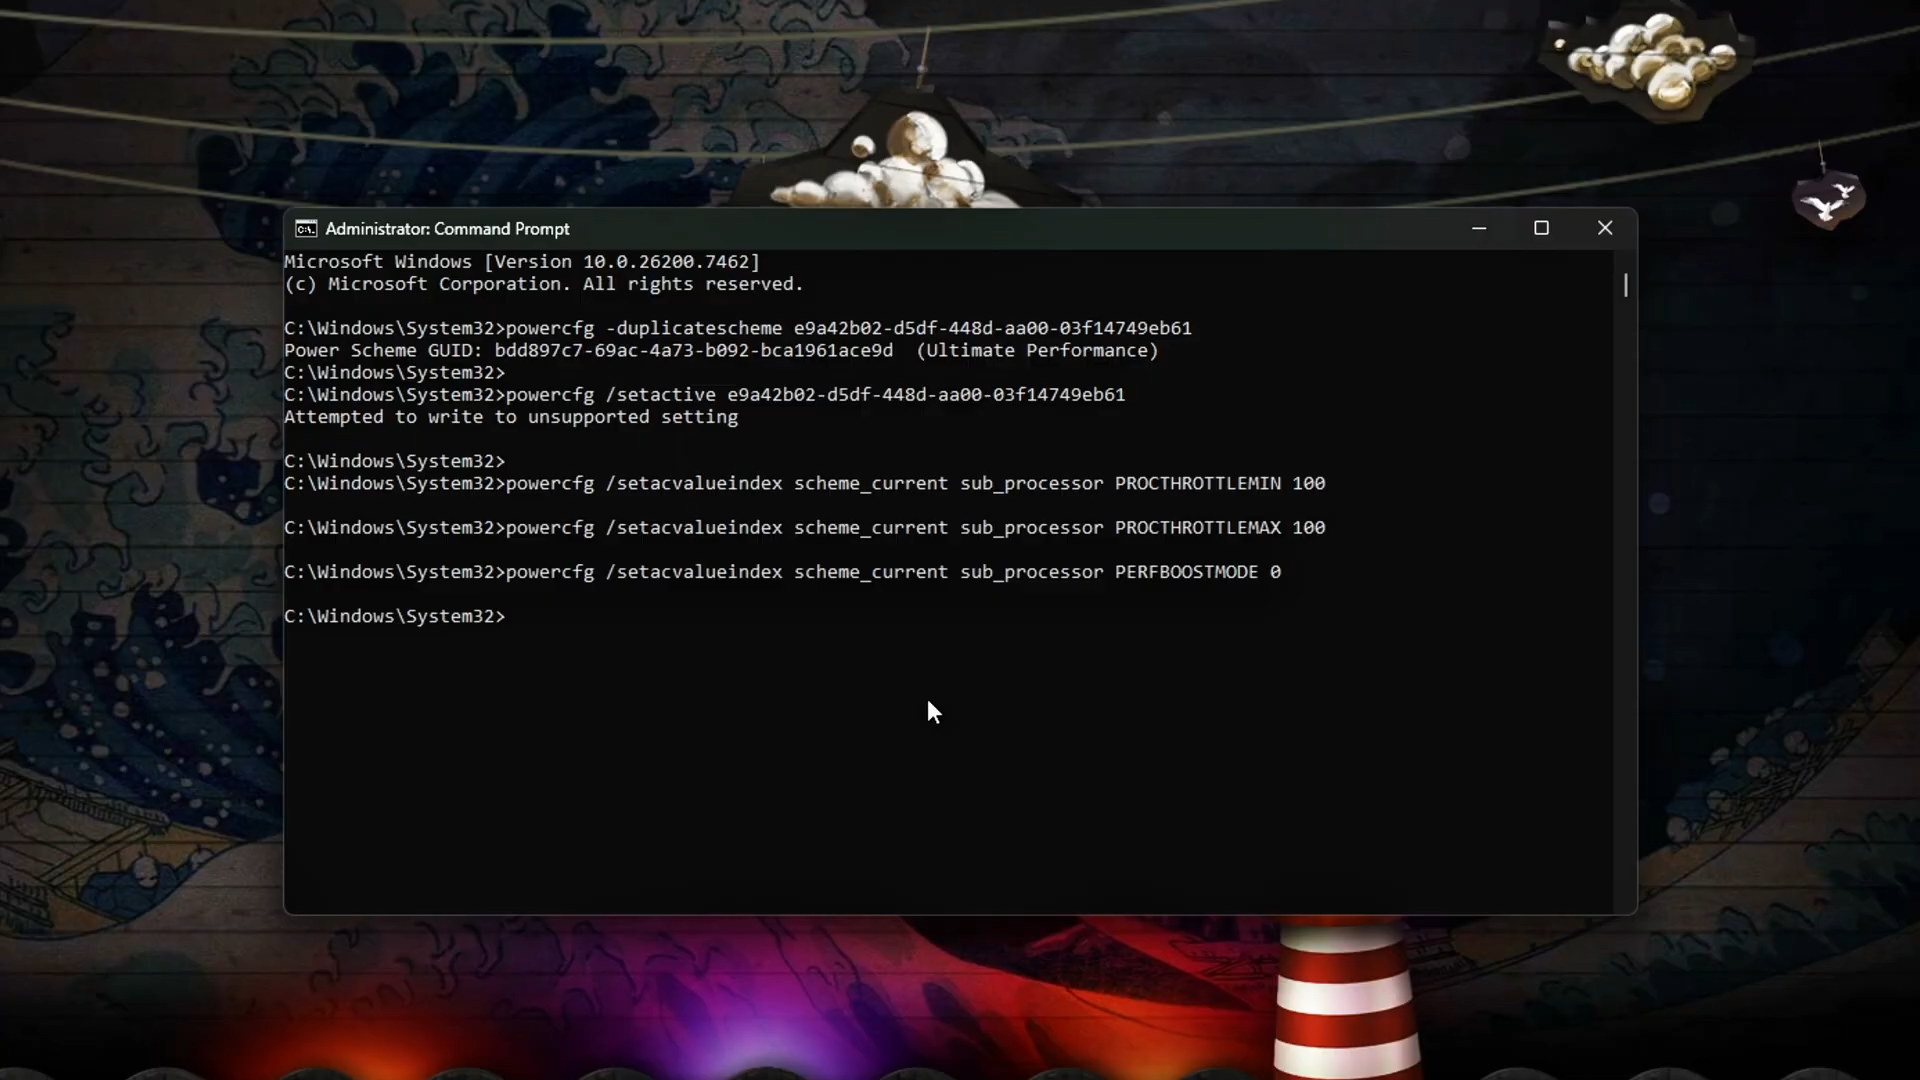 Administrator: Command Prompt
Microsoft Windows [Version 10.0.26200.7462]
(c) Microsoft Corporation. All rights reserved.
C:\Windows\System32>powercfg -duplicatescheme e9a42b02-d5df-448d-aa00-03f14749eb61
Power Scheme GUID: bdd897c7-69ac-4a73-b092-bca1961ace9d  (Ultimate Performance)
C:\Windows\System32>
C:\Windows\System32>powercfg /setactive e9a42b02-d5df-448d-aa00-03f14749eb61
Attempted to write to unsupported setting
C:\Windows\System32>
C:\Windows\System32>powercfg /setacvalueindex scheme_current sub_processor PROCTHROTTLEMIN 100
C:\Windows\System32>powercfg /setacvalueindex scheme_current sub_processor PROCTHROTTLEMAX 100
C:\Windows\System32>powercfg /setacvalueindex scheme_current sub_processor PERFBOOSTMODE 0
C:\Windows\System32>